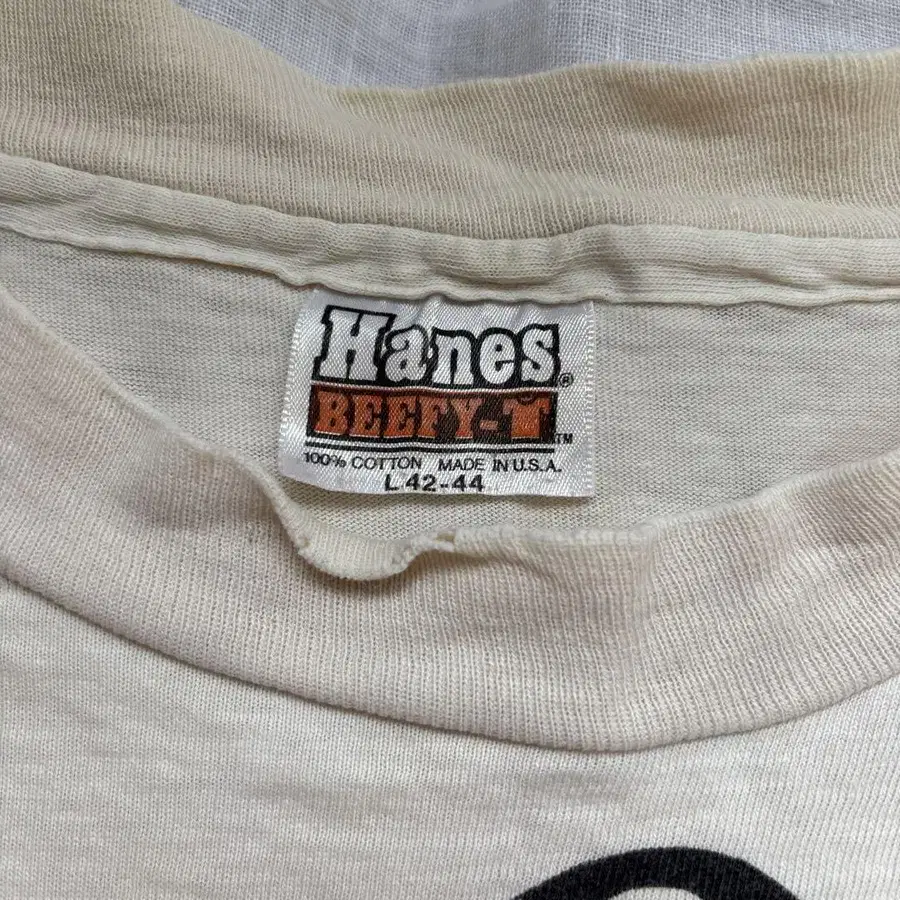 Hanes®
BEEFY-T™
100% COTTON MADE IN U.S.A.
L 42-44